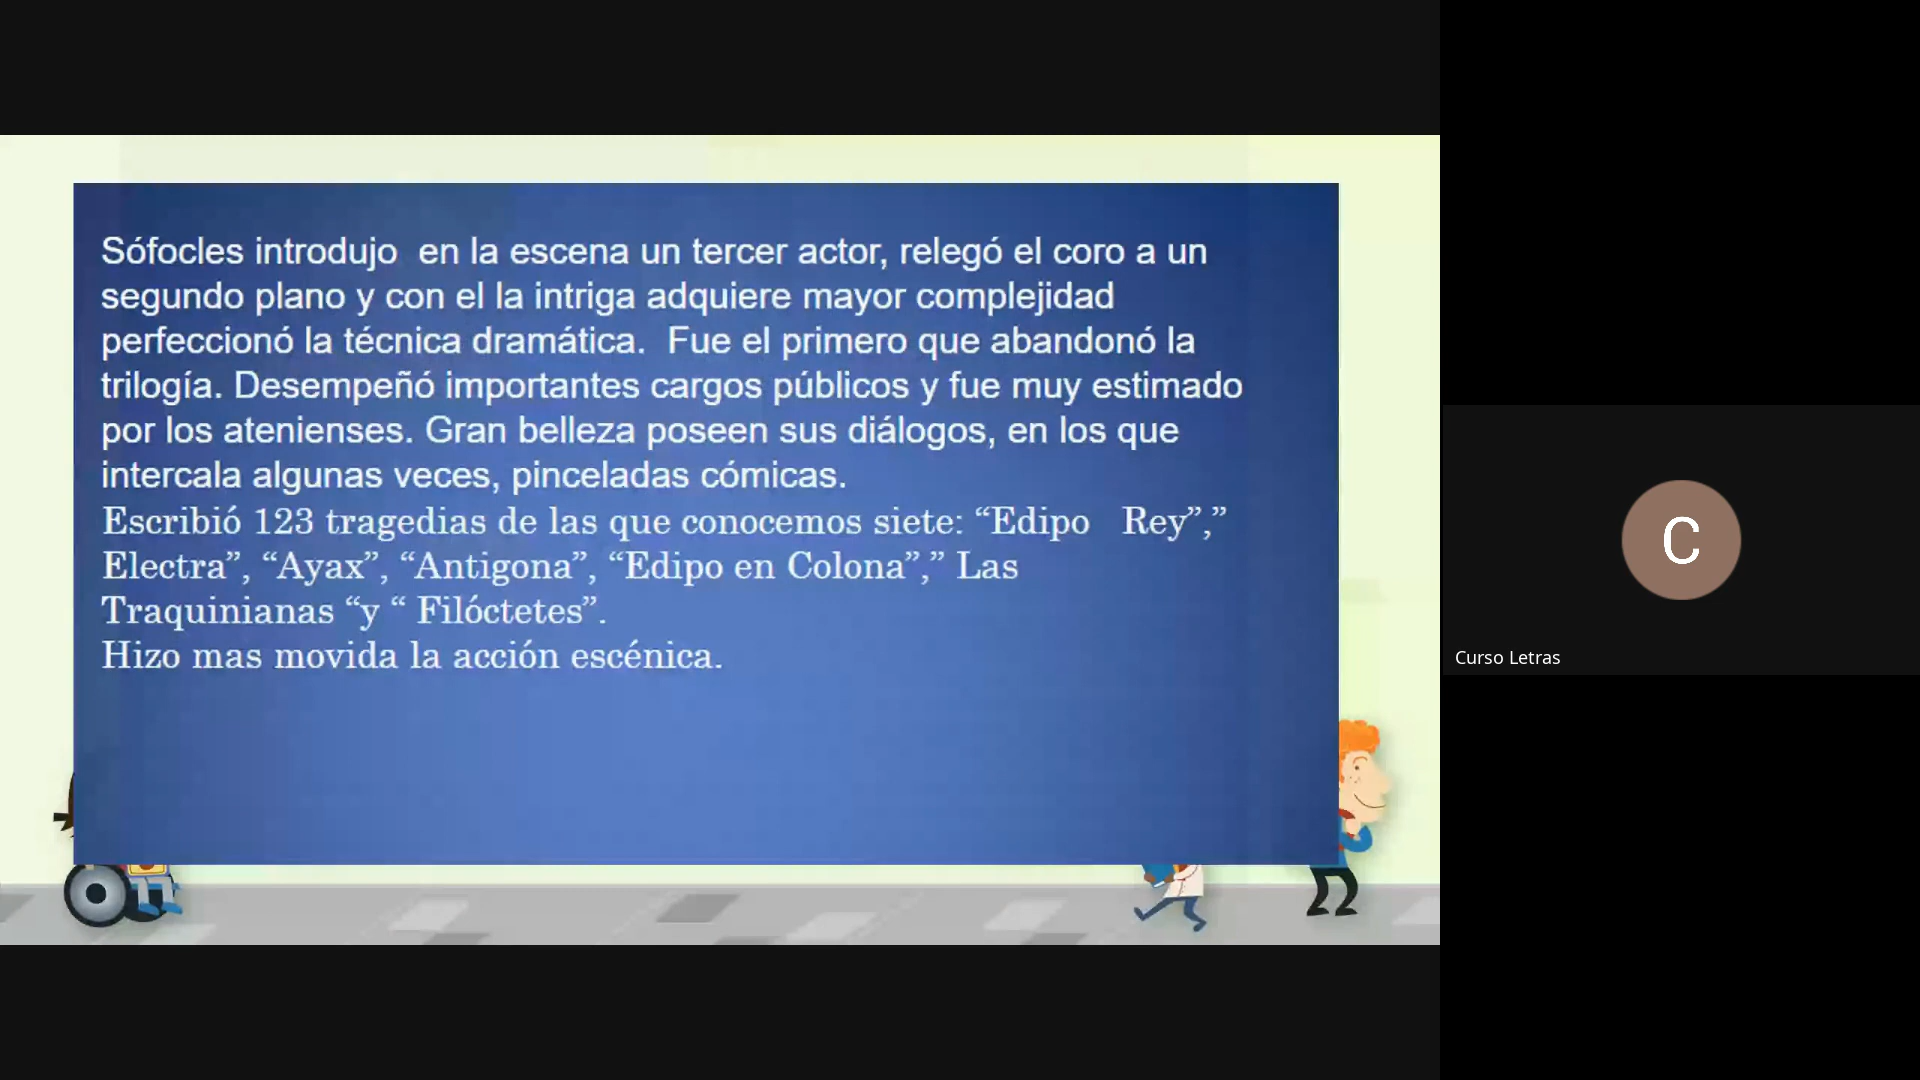 Sófocles introdujo  en la escena un tercer actor, relegó el coro a un
segundo plano y con el la intriga adquiere mayor complejidad
perfeccionó la técnica dramática.  Fue el primero que abandonó la
trilogía. Desempeñó importantes cargos públicos y fue muy estimado
por los atenienses. Gran belleza poseen sus diálogos, en los que
intercala algunas veces, pinceladas cómicas.
Escribió 123 tragedias de las que conocemos siete: “Edipo   Rey”,”
Electra”, “Ayax”, “Antigona”, “Edipo en Colona”,” Las
Traquinianas “y “ Filóctetes”.
Hizo mas movida la acción escénica.
C
Curso Letras